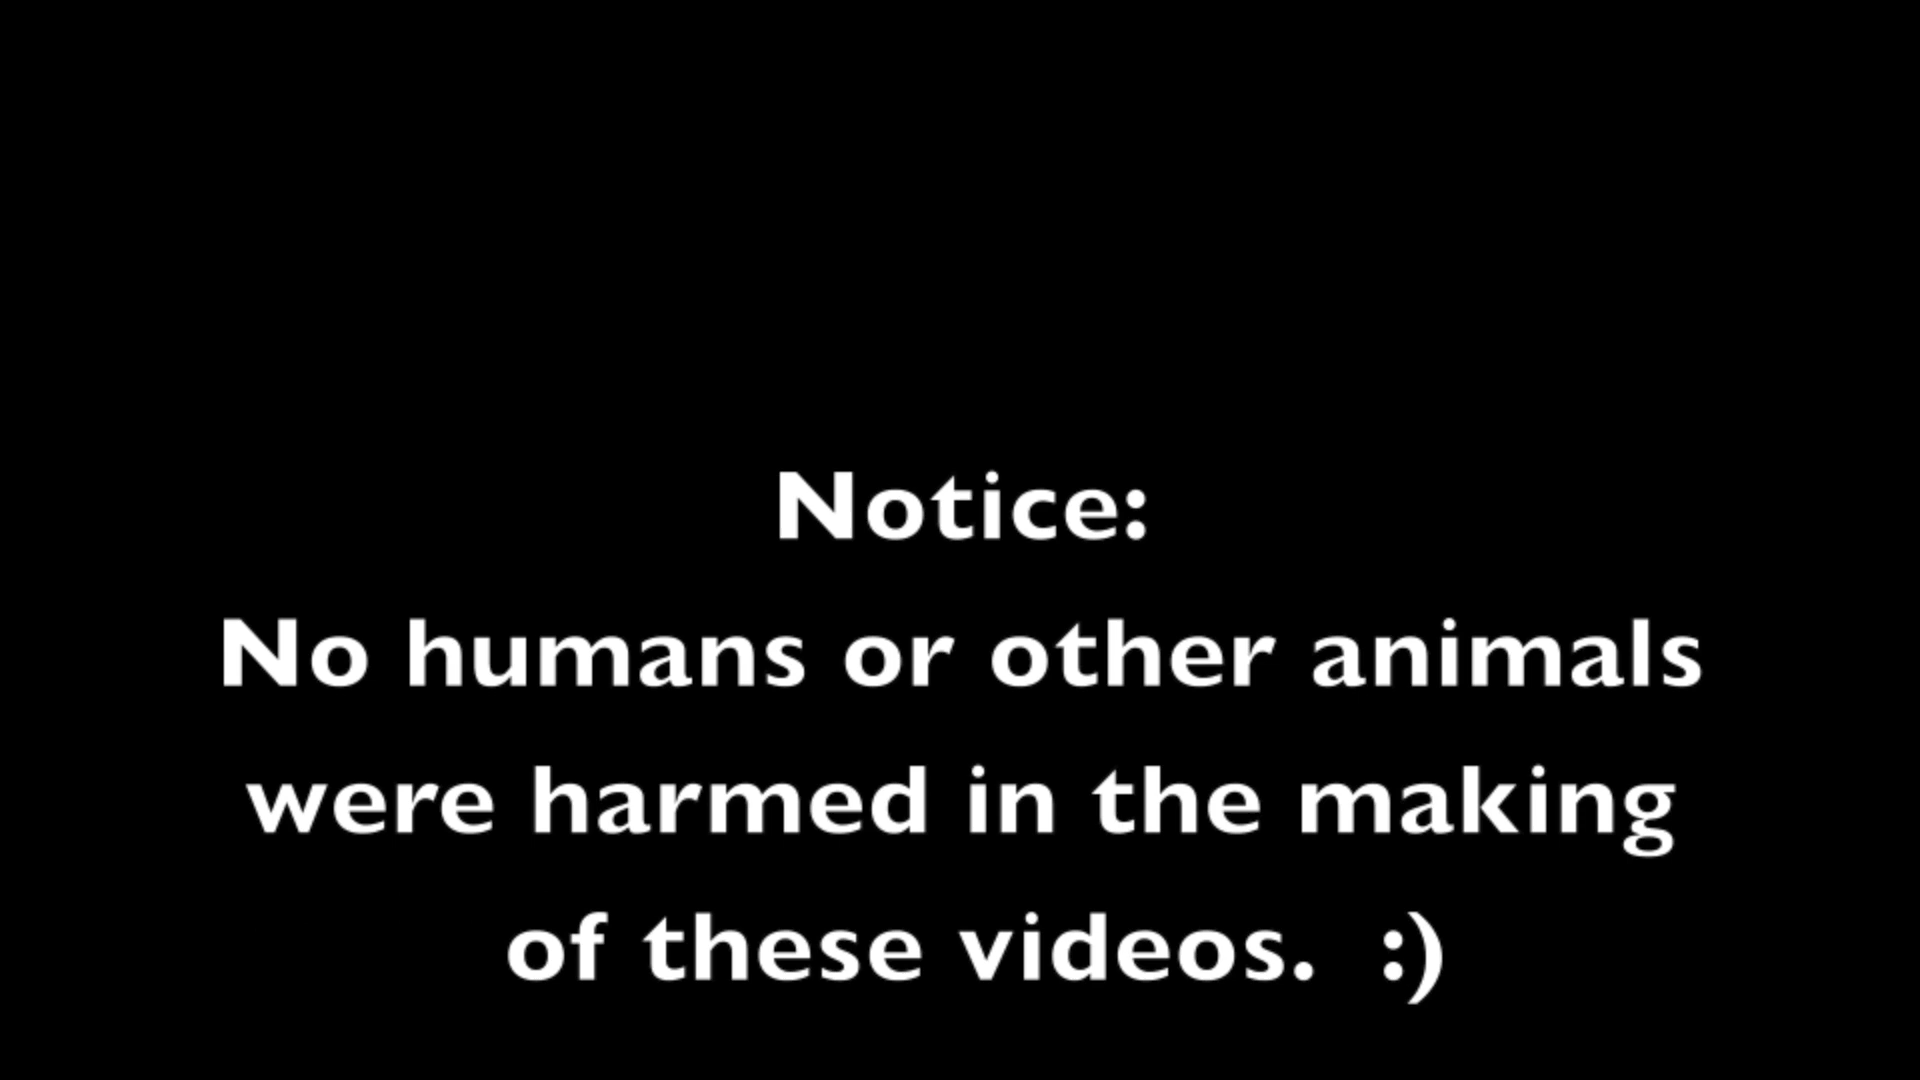 Notice:
No humans or other animals
were harmed in the making
of these videos.  :)